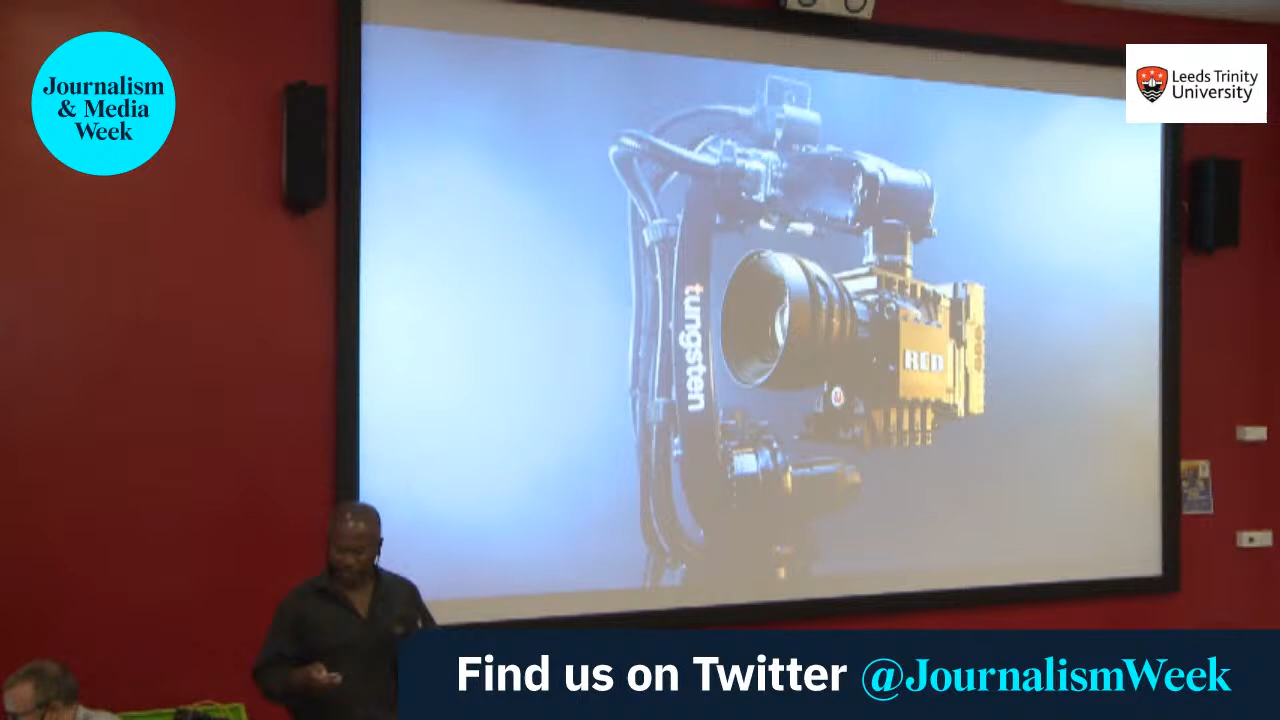 Journalism
& Media
Week
Leeds Trinity
University
tungsten
RED
Find us on Twitter @JournalismWeek